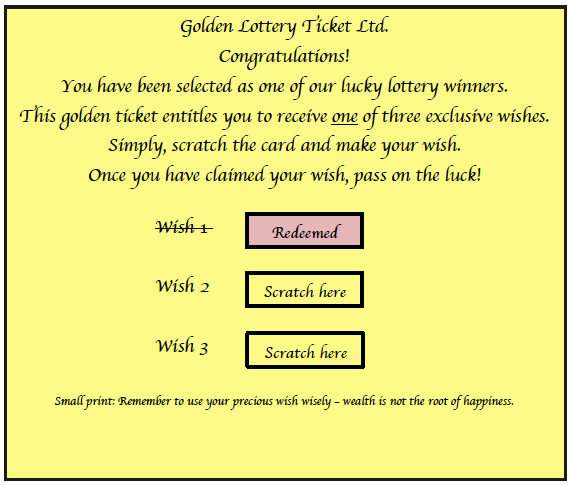 Golden Lottery Ticket Ltd.
Congratulations!
You have been selected as one of our lucky lottery winners.
This golden ticket entitles you to receive one of three exclusive wishes.
Simply, scratch the card and make your wish.
Once you have claimed your wish, pass on the luck!
Wish 1 Redeemed
Wish 2 Scratch here
Wish 3 Scratch here
Small print: Remember to use your precious wish wisely – wealth is not the root of happiness.